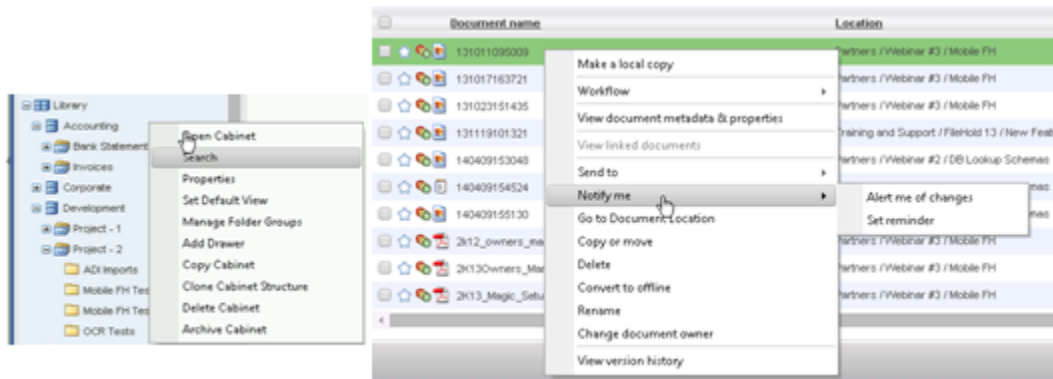 Library
Accounting
Bank Statement
Invoices
Corporate
Development
Project - 1
Project - 2
ADI Imports
Mobile FH Tes
Mobile FH Tes
OCR Tests
Open Cabinet
Search
Properties
Set Default View
Manage Folder Groups
Add Drawer
Copy Cabinet
Clone Cabinet Structure
Delete Cabinet
Archive Cabinet
Document name Location
131011095009 Partners / Webinar #3 / Mobile FH
131017163721 Partners / Webinar #3 / Mobile FH
131023151435 Partners / Webinar #3 / Mobile FH
131119101321 Training and Support / FileHold 13 / New Feat
140409153048 Partners / Webinar #2 / DB Lookup Schemas
140409154524 mas
140409155130 mas
2k12_owners_ma Partners / Webinar #3 / Mobile FH
2K13Owners_Mar Partners / Webinar #3 / Mobile FH
2K13_Magic_Setu Partners / Webinar #3 / Mobile FH
Make a local copy
Workflow
View document metadata & properties
View linked documents
Send to
Notify me
Go to Document Location
Copy or move
Delete
Convert to offline
Rename
Change document owner
View version history
Alert me of changes
Set reminder